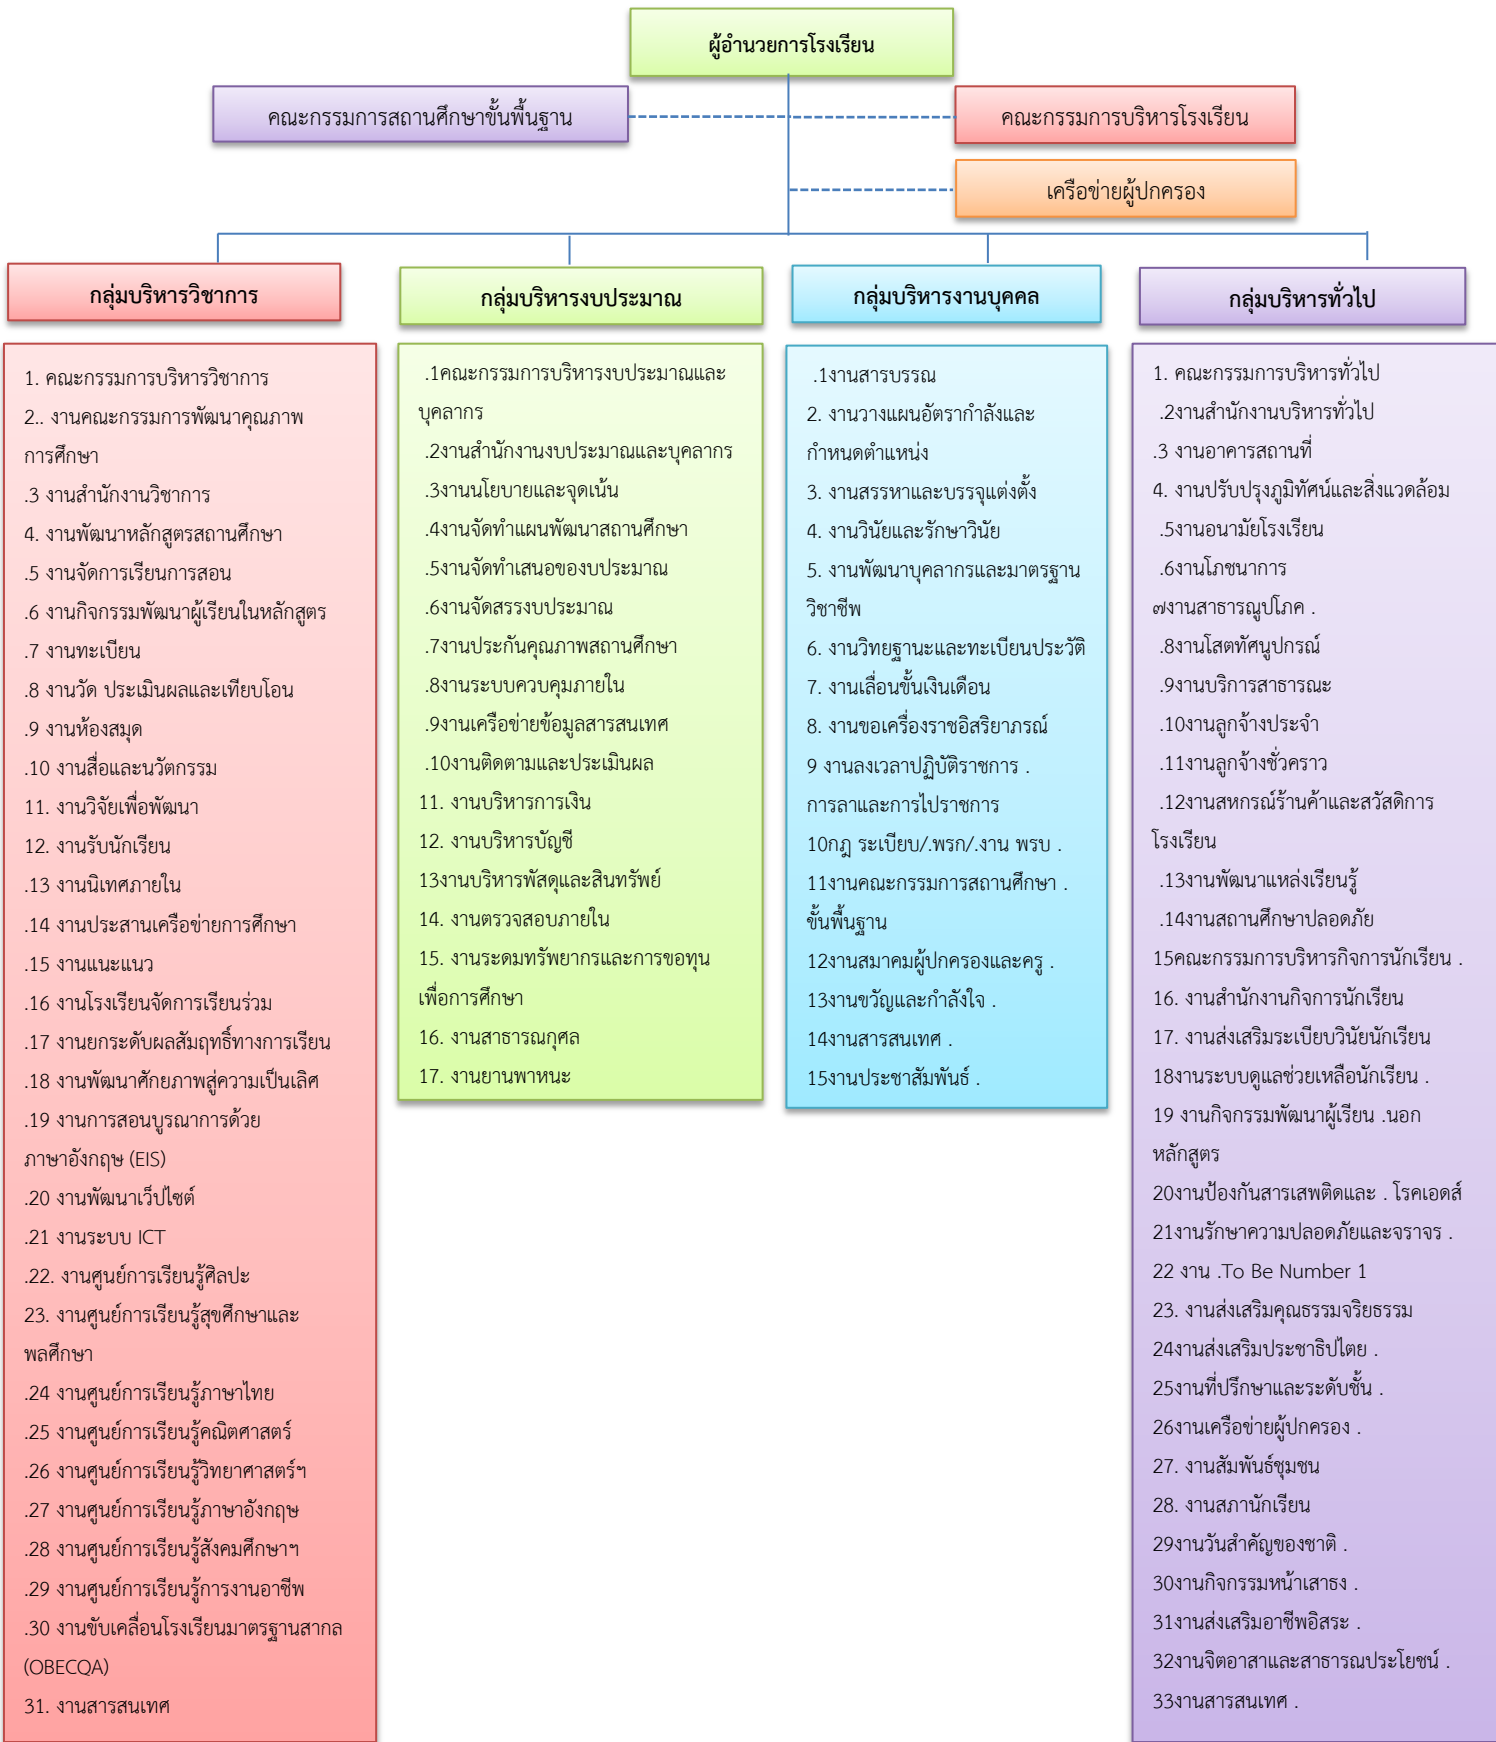 ผู้อำนวยการโรงเรียน
คณะกรรมการสถานศึกษาขั้นพื้นฐาน
คณะกรรมการบริหารโรงเรียน
เครือข่ายผู้ปกครอง
กลุ่มบริหารวิชาการ
1. คณะกรรมการบริหารวิชาการ
2.. งานคณะกรรมการพัฒนาคุณภาพ
การศึกษา
.3 งานสำนักงานวิชาการ
4. งานพัฒนาหลักสูตรสถานศึกษา
.5 งานจัดการเรียนการสอน
.6 งานกิจกรรมพัฒนาผู้เรียนในหลักสูตร
.7 งานทะเบียน
.8 งานวัด ประเมินผลและเทียบโอน
.9 งานห้องสมุด
.10 งานสื่อและนวัตกรรม
11. งานวิจัยเพื่อพัฒนา
12. งานรับนักเรียน
.13 งานนิเทศภายใน
.14 งานประสานเครือข่ายการศึกษา
.15 งานแนะแนว
.16 งานโรงเรียนจัดการเรียนร่วม
.17 งานยกระดับผลสัมฤทธิ์ทางการเรียน
.18 งานพัฒนาศักยภาพสู่ความเป็นเลิศ
.19 งานการสอนบูรณาการด้วย
ภาษาอังกฤษ (EIS)
.20 งานพัฒนาเว็ปไซต์
.21 งานระบบ ICT
.22. งานศูนย์การเรียนรู้ศิลปะ
23. งานศูนย์การเรียนรู้สุขศึกษาและ
พลศึกษา
.24 งานศูนย์การเรียนรู้ภาษาไทย
.25 งานศูนย์การเรียนรู้คณิตศาสตร์
.26 งานศูนย์การเรียนรู้วิทยาศาสตร์ฯ
.27 งานศูนย์การเรียนรู้ภาษาอังกฤษ
.28 งานศูนย์การเรียนรู้สังคมศึกษาฯ
.29 งานศูนย์การเรียนรู้การงานอาชีพ
.30 งานขับเคลื่อนโรงเรียนมาตรฐานสากล
(OBECQA)
31. งานสารสนเทศ
กลุ่มบริหารงบประมาณ
.1คณะกรรมการบริหารงบประมาณและ
บุคลากร
.2งานสำนักงานงบประมาณและบุคลากร
.3งานนโยบายและจุดเน้น
.4งานจัดทำแผนพัฒนาสถานศึกษา
.5งานจัดทำเสนอของบประมาณ
.6งานจัดสรรงบประมาณ
.7งานประกันคุณภาพสถานศึกษา
.8งานระบบควบคุมภายใน
.9งานเครือข่ายข้อมูลสารสนเทศ
.10งานติดตามและประเมินผล
11. งานบริหารการเงิน
12. งานบริหารบัญชี
13งานบริหารพัสดุและสินทรัพย์
14. งานตรวจสอบภายใน
15. งานระดมทรัพยากรและการขอทุน
เพื่อการศึกษา
16. งานสาธารณกุศล
17. งานยานพาหนะ
กลุ่มบริหารงานบุคคล
.1งานสารบรรณ
2. งานวางแผนอัตรากำลังและ
กำหนดตำแหน่ง
3. งานสรรหาและบรรจุแต่งตั้ง
4. งานวินัยและรักษาวินัย
5. งานพัฒนาบุคลากรและมาตรฐาน
วิชาชีพ
6. งานวิทยฐานะและทะเบียนประวัติ
7. งานเลื่อนขั้นเงินเดือน
8. งานขอเครื่องราชอิสริยาภรณ์
9 งานลงเวลาปฏิบัติราชการ .
การลาและการไปราชการ
10กฎ ระเบียบ/.พรก/.งาน พรบ .
11งานคณะกรรมการสถานศึกษา .
ขั้นพื้นฐาน
12งานสมาคมผู้ปกครองและครู .
13งานขวัญและกำลังใจ .
14งานสารสนเทศ .
15งานประชาสัมพันธ์ .
กลุ่มบริหารทั่วไป
1. คณะกรรมการบริหารทั่วไป
.2งานสำนักงานบริหารทั่วไป
.3 งานอาคารสถานที่
4. งานปรับปรุงภูมิทัศน์และสิ่งแวดล้อม
.5งานอนามัยโรงเรียน
.6งานโภชนาการ
๗งานสาธารณูปโภค .
.8งานโสตทัศนูปกรณ์
.9งานบริการสาธารณะ
.10งานลูกจ้างประจำ
.11งานลูกจ้างชั่วคราว
.12งานสหกรณ์ร้านค้าและสวัสดิการ
โรงเรียน
.13งานพัฒนาแหล่งเรียนรู้
.14งานสถานศึกษาปลอดภัย
15คณะกรรมการบริหารกิจการนักเรียน .
16. งานสำนักงานกิจการนักเรียน
17. งานส่งเสริมระเบียบวินัยนักเรียน
18งานระบบดูแลช่วยเหลือนักเรียน .
19 งานกิจกรรมพัฒนาผู้เรียน .นอก
หลักสูตร
20งานป้องกันสารเสพติดและ . โรคเอดส์
21งานรักษาความปลอดภัยและจราจร .
22 งาน .To Be Number 1
23. งานส่งเสริมคุณธรรมจริยธรรม
24งานส่งเสริมประชาธิปไตย .
25งานที่ปรึกษาและระดับชั้น .
26งานเครือข่ายผู้ปกครอง .
27. งานสัมพันธ์ชุมชน
28. งานสภานักเรียน
29งานวันสำคัญของชาติ .
30งานกิจกรรมหน้าเสาธง .
31งานส่งเสริมอาชีพอิสระ .
32งานจิตอาสาและสาธารณประโยชน์ .
33งานสารสนเทศ .